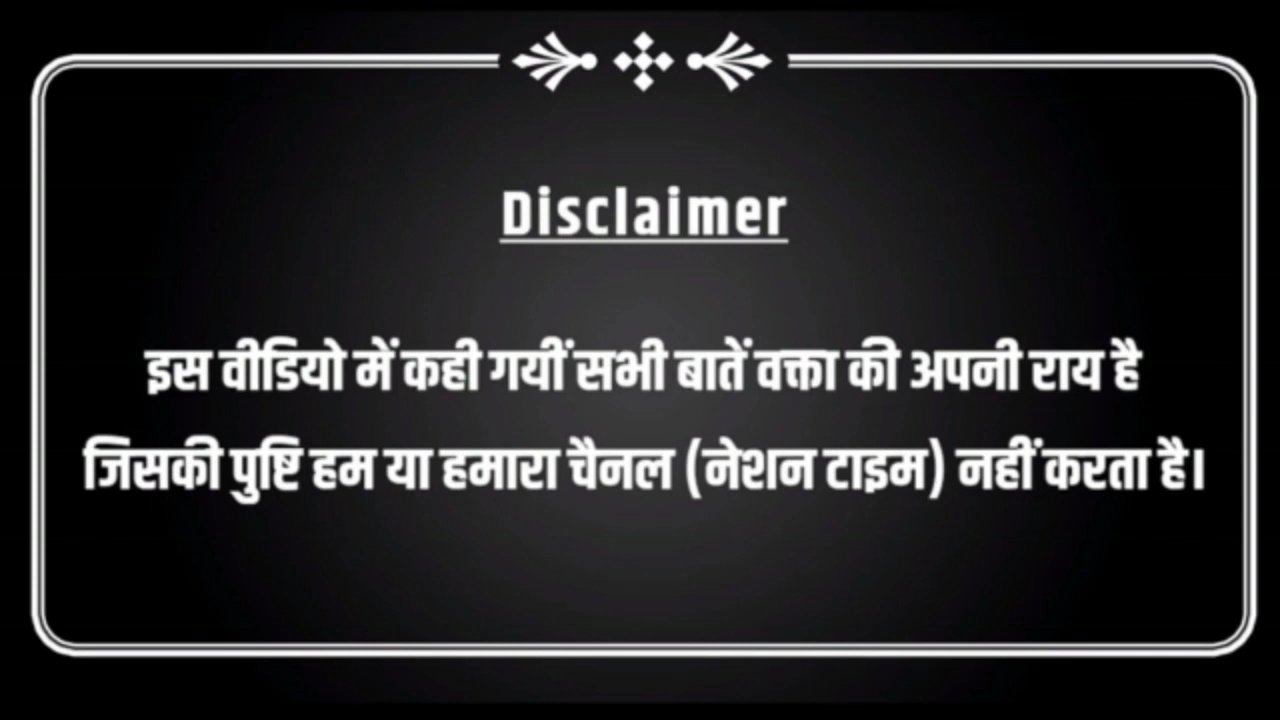 Disclaimer
इस वीडियो में कही गयीं सभी बातें वक्ता की अपनी राय है
जिसकी पुष्टि हम या हमारा चैनल (नेशन टाइम) नहीं करता है।